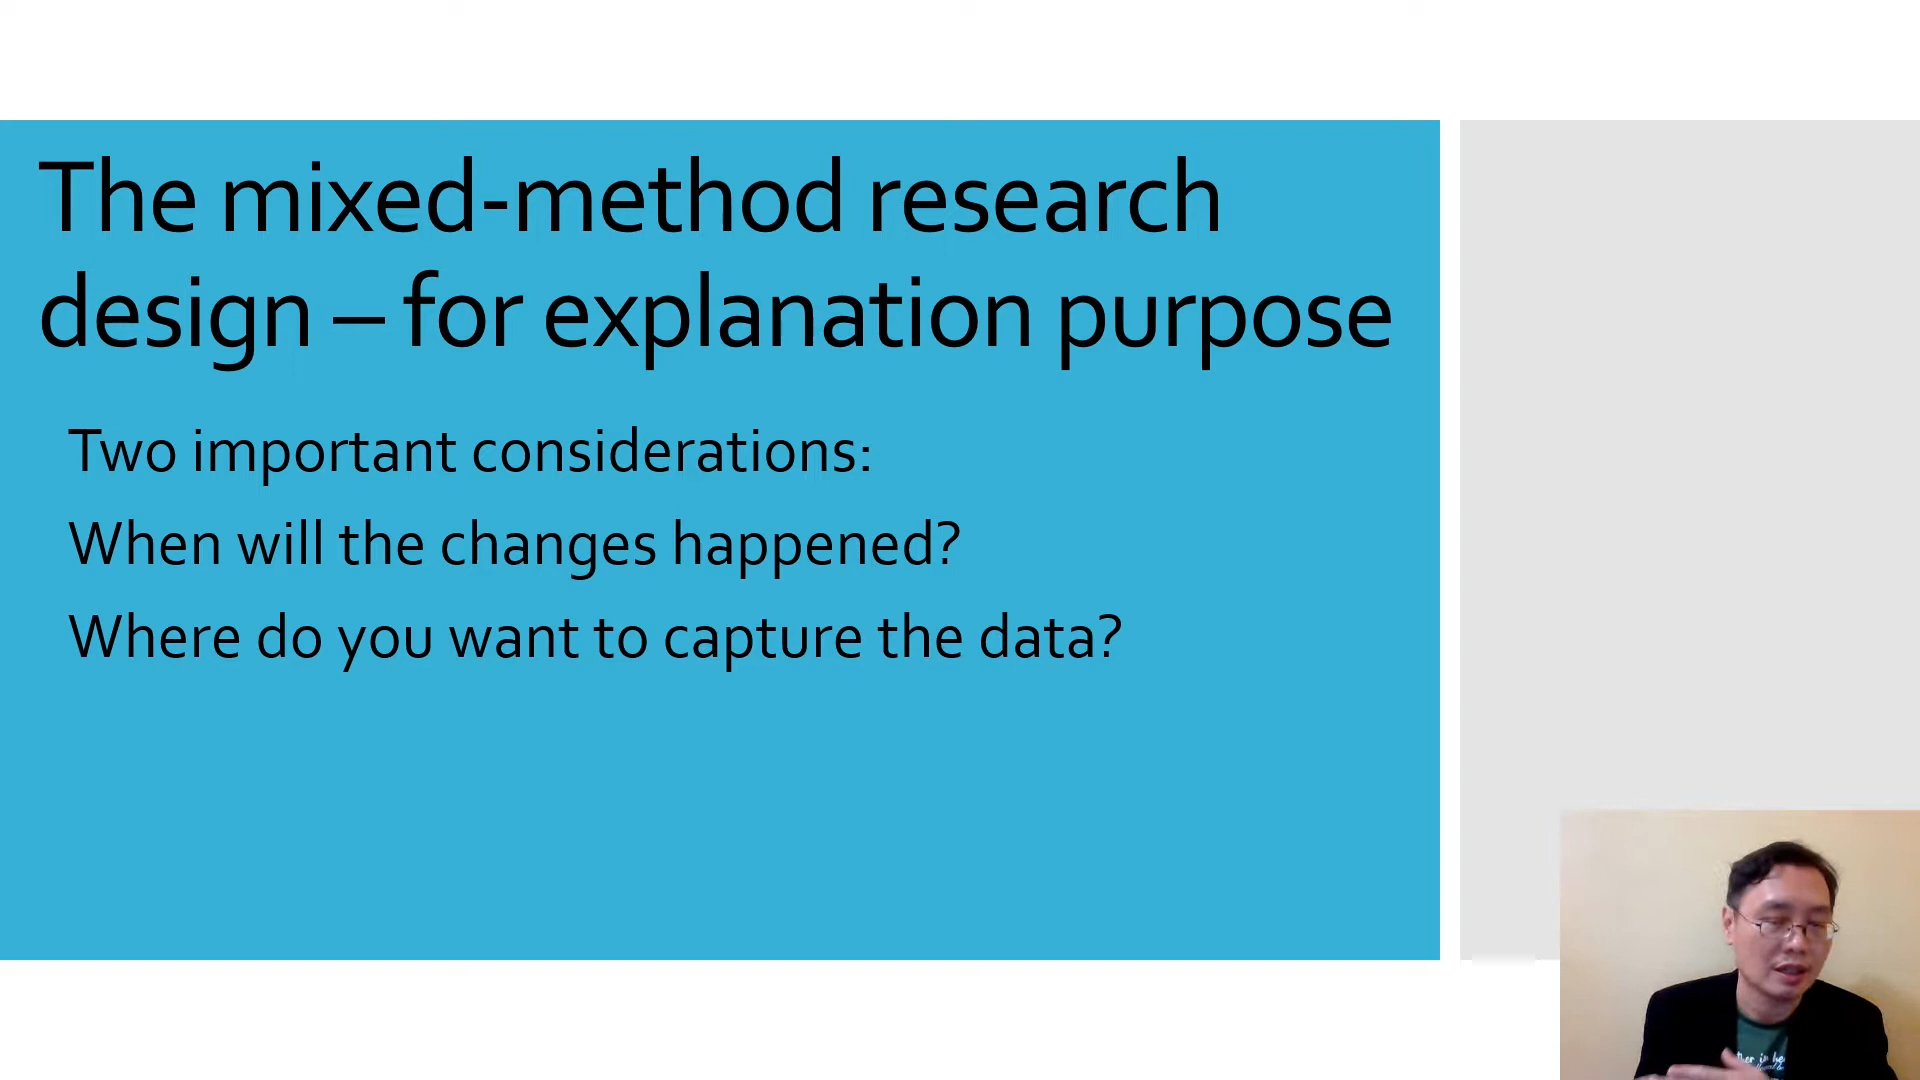 The mixed-method research
design – for explanation purpose
Two important considerations:
When will the changes happened?
Where do you want to capture the data?